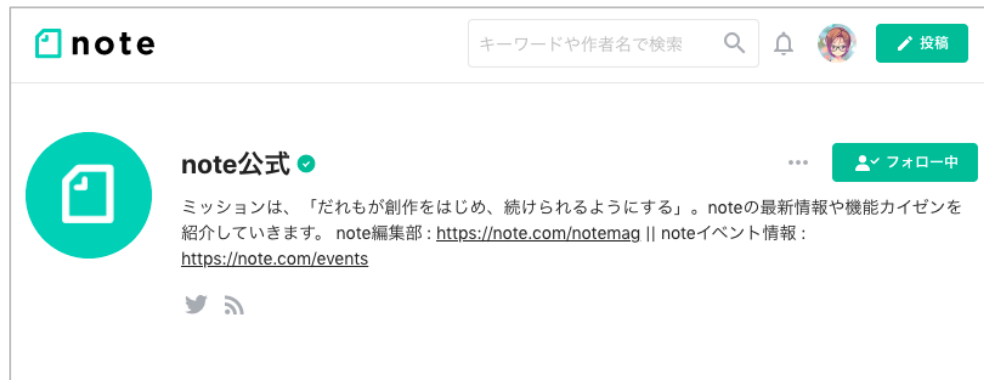 note
キーワードや作者名で検索
投稿
note公式
フォロー中
ミッションは、「だれもが創作をはじめ、続けられるようにする」。noteの最新情報や機能カイゼンを
紹介していきます。 note編集部 : https://note.com/notemag || noteイベント情報 :
https://note.com/events